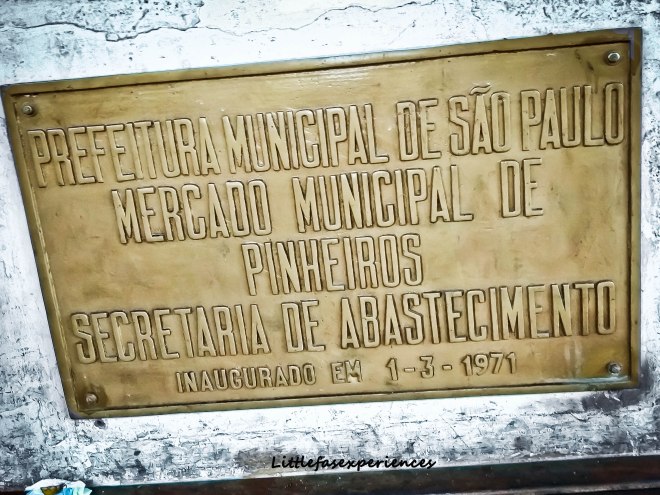 PREFEITURA MUNICIPAL DE SÃO PAULO
MERCADO MUNICIPAL DE
PINHEIROS
SECRETARIA DE ABASTECIMENTO
INAUGURADO EM 1-3-1971
Littlefasexperiences